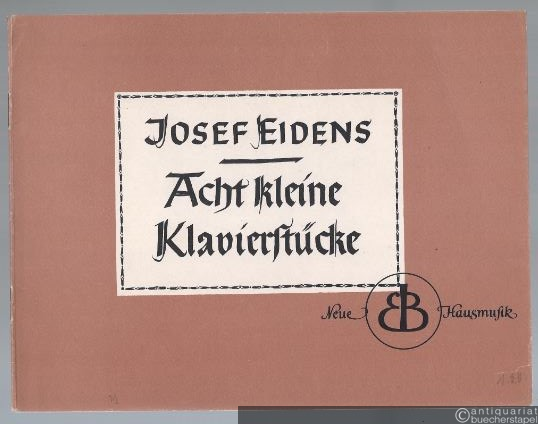 JOSEF EIDENS
Acht kleine
Klavierſtücke
Neue Hausmuſik
antiquariat
buecherstapel